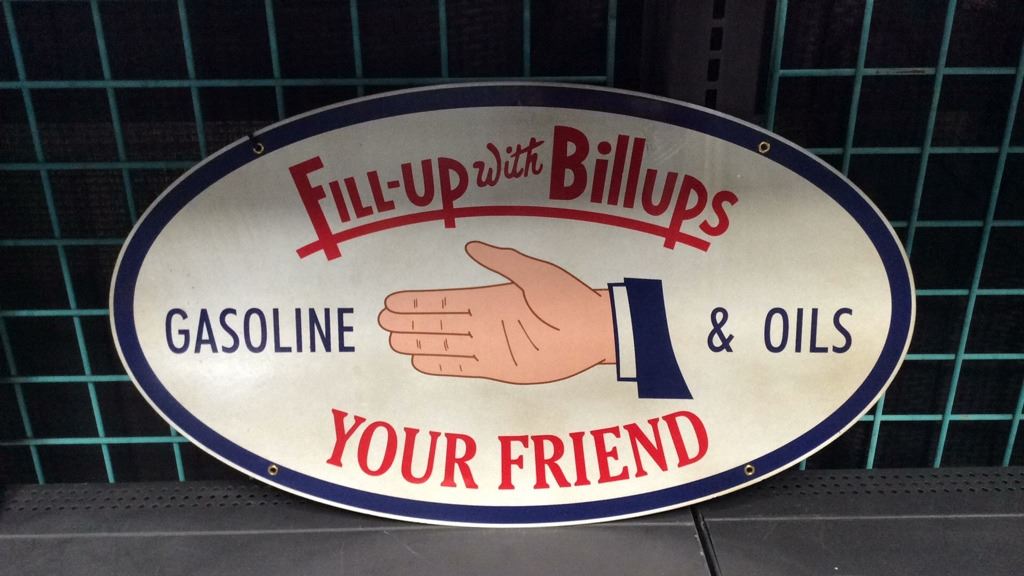 Fill-up with Billups
GASOLINE & OILS
YOUR FRIEND